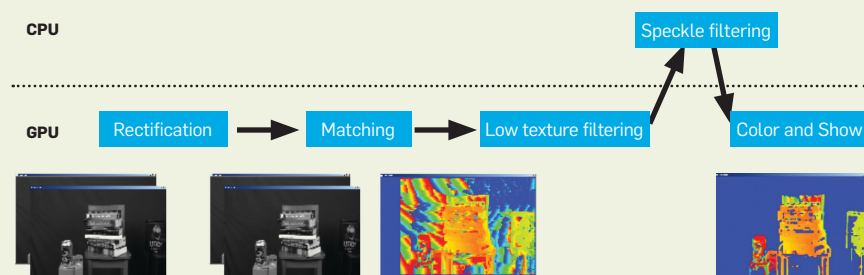 CPU
Speckle filtering
GPU
Rectification
Matching
Low texture filtering
Color and Show